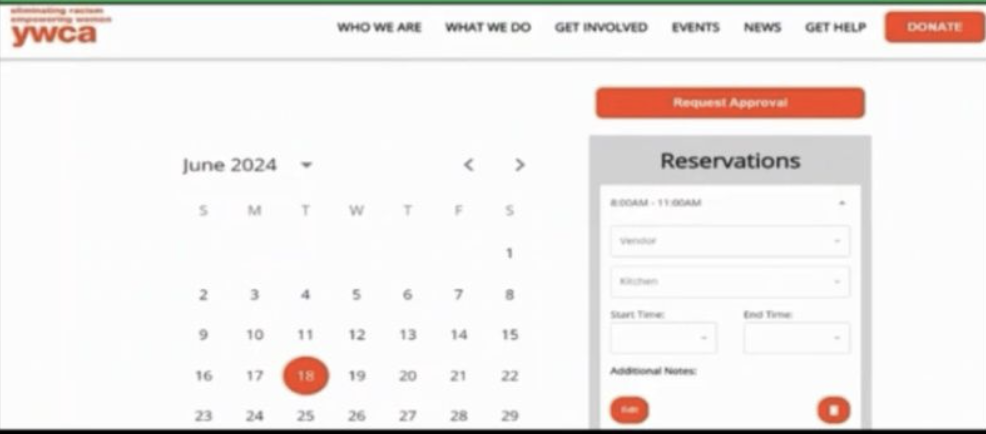 eliminating racism
empowering women
ywca
WHO WE ARE WHAT WE DO GET INVOLVED EVENTS NEWS GET HELP DONATE
Request Approval
June 2024
< >
Reservations
S M T W T F S
8:00AM - 11:00AM
Vendor
1
Kitchen
2 3 4 5 6 7 8
Start Time: End Time:
9 10 11 12 13 14 15
16 17 18 19 20 21 22
Additional Notes:
23 24 25 26 27 28 29
Edit